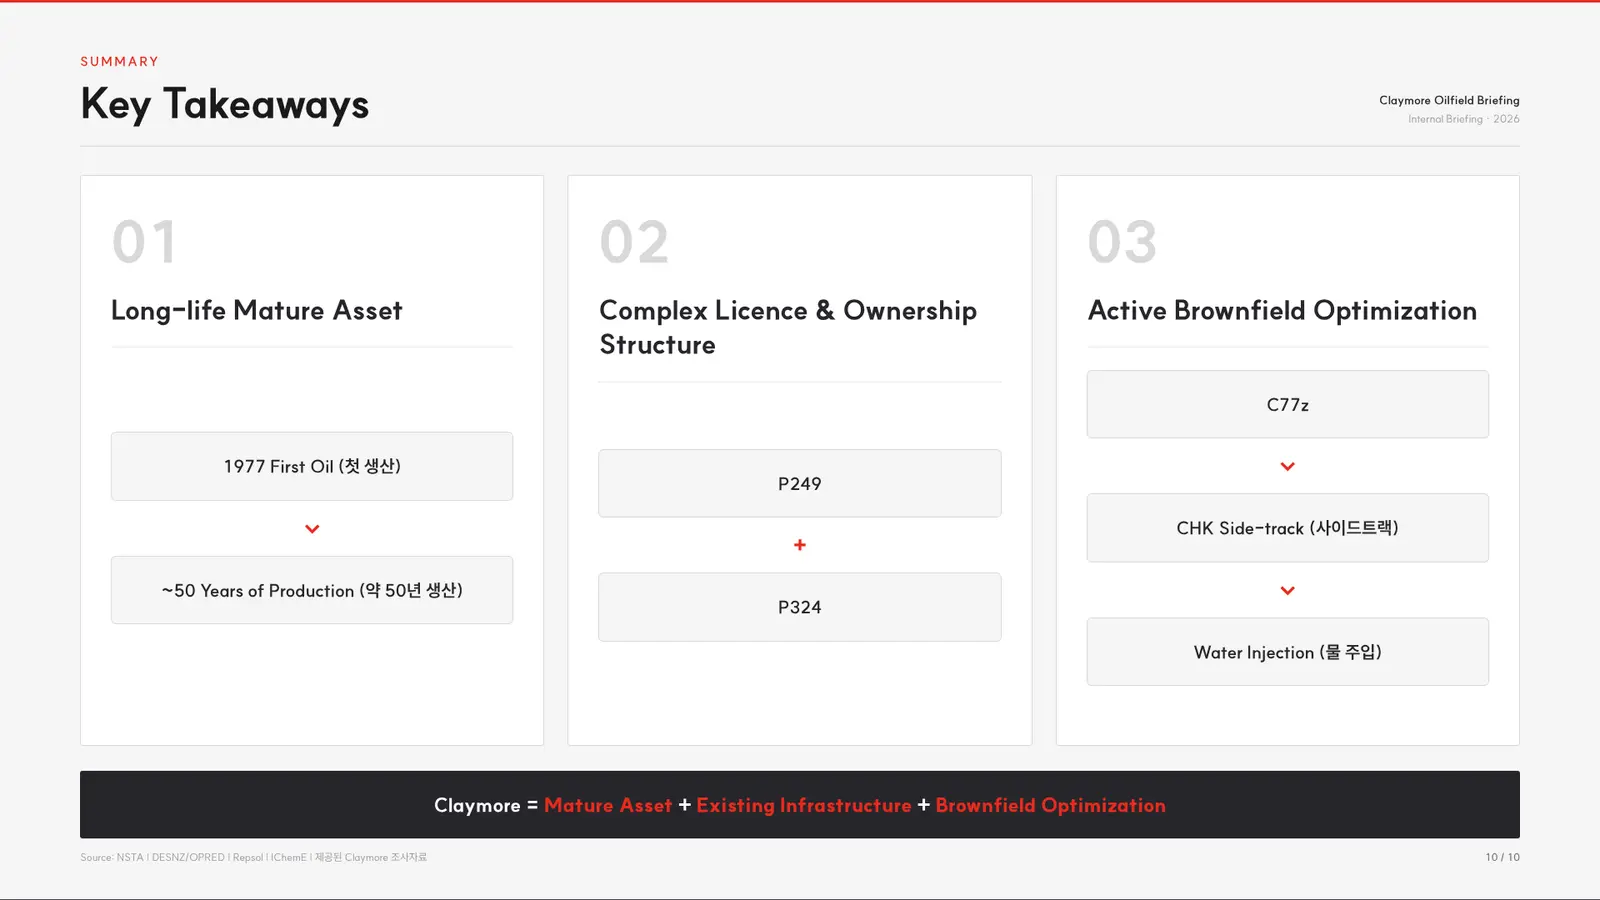 SUMMARY
Key Takeaways
Claymore Oilfield Briefing
Internal Briefing · 2026
01
Long-life Mature Asset
1977 First Oil (첫 생산)
~50 Years of Production (약 50년 생산)
02
Complex Licence & Ownership
Structure
P249
+
P324
03
Active Brownfield Optimization
C77z
CHK Side-track (사이드트랙)
Water Injection (물 주입)
Claymore = Mature Asset + Existing Infrastructure + Brownfield Optimization
Source: NSTA | DESNZ/OPRED | Repsol | IChemE | 제공된 Claymore 조사자료
10 / 10